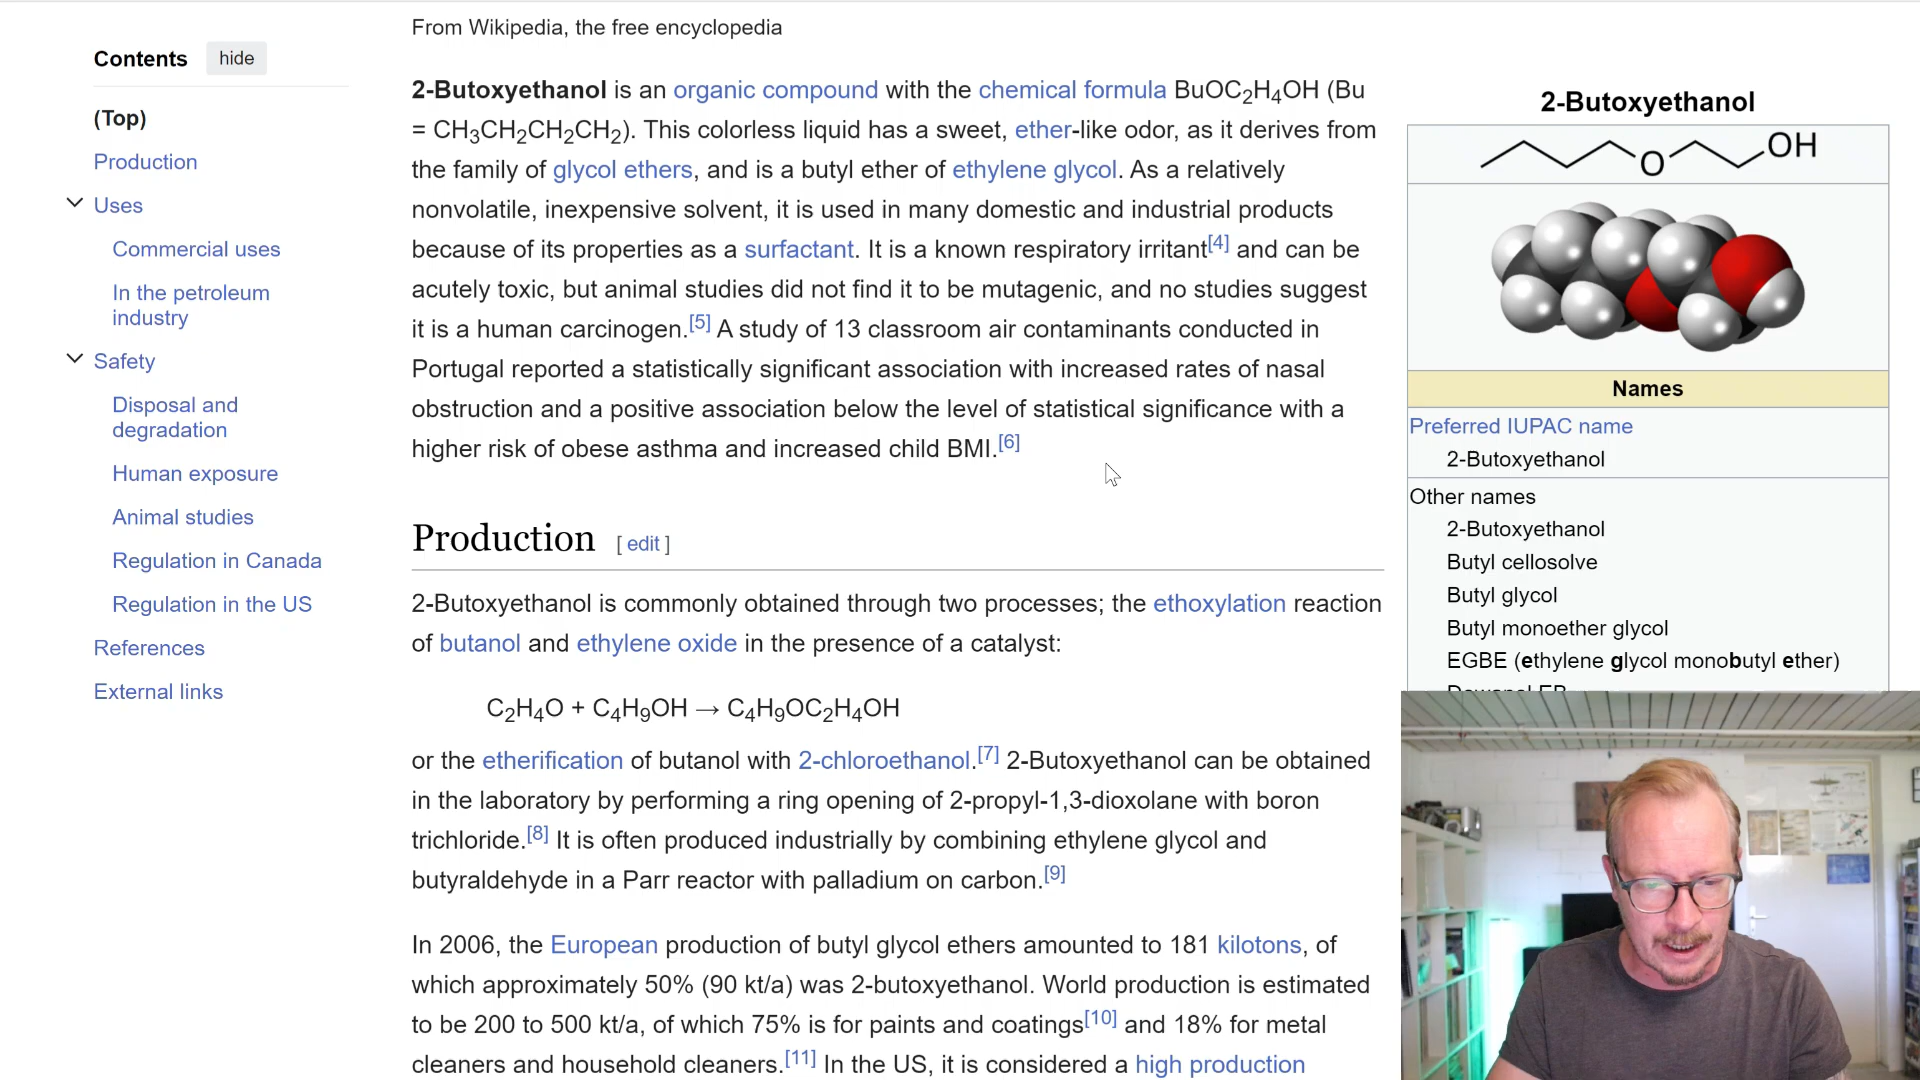 From Wikipedia, the free encyclopedia
Contents hide
(Top)
Production
Uses
Commercial uses
In the petroleum
industry
Safety
Disposal and
degradation
Human exposure
Animal studies
Regulation in Canada
Regulation in the US
References
External links
2-Butoxyethanol is an organic compound with the chemical formula BuOC₂H₄OH (Bu
= CH₃CH₂CH₂CH₂). This colorless liquid has a sweet, ether-like odor, as it derives from
the family of glycol ethers, and is a butyl ether of ethylene glycol. As a relatively
nonvolatile, inexpensive solvent, it is used in many domestic and industrial products
because of its properties as a surfactant. It is a known respiratory irritant[4] and can be
acutely toxic, but animal studies did not find it to be mutagenic, and no studies suggest
it is a human carcinogen.[5] A study of 13 classroom air contaminants conducted in
Portugal reported a statistically significant association with increased rates of nasal
obstruction and a positive association below the level of statistical significance with a
higher risk of obese asthma and increased child BMI.[6]
Production [ edit ]
2-Butoxyethanol is commonly obtained through two processes; the ethoxylation reaction
of butanol and ethylene oxide in the presence of a catalyst:
C₂H₄O + C₄H₉OH → C₄H₉OC₂H₄OH
or the etherification of butanol with 2-chloroethanol.[7] 2-Butoxyethanol can be obtained
in the laboratory by performing a ring opening of 2-propyl-1,3-dioxolane with boron
trichloride.[8] It is often produced industrially by combining ethylene glycol and
butyraldehyde in a Parr reactor with palladium on carbon.[9]
In 2006, the European production of butyl glycol ethers amounted to 181 kilotons, of
which approximately 50% (90 kt/a) was 2-butoxyethanol. World production is estimated
to be 200 to 500 kt/a, of which 75% is for paints and coatings[10] and 18% for metal
cleaners and household cleaners.[11] In the US, it is considered a high production
2-Butoxyethanol
O OH
Names
Preferred IUPAC name
2-Butoxyethanol
Other names
2-Butoxyethanol
Butyl cellosolve
Butyl glycol
Butyl monoether glycol
EGBE (ethylene glycol monobutyl ether)